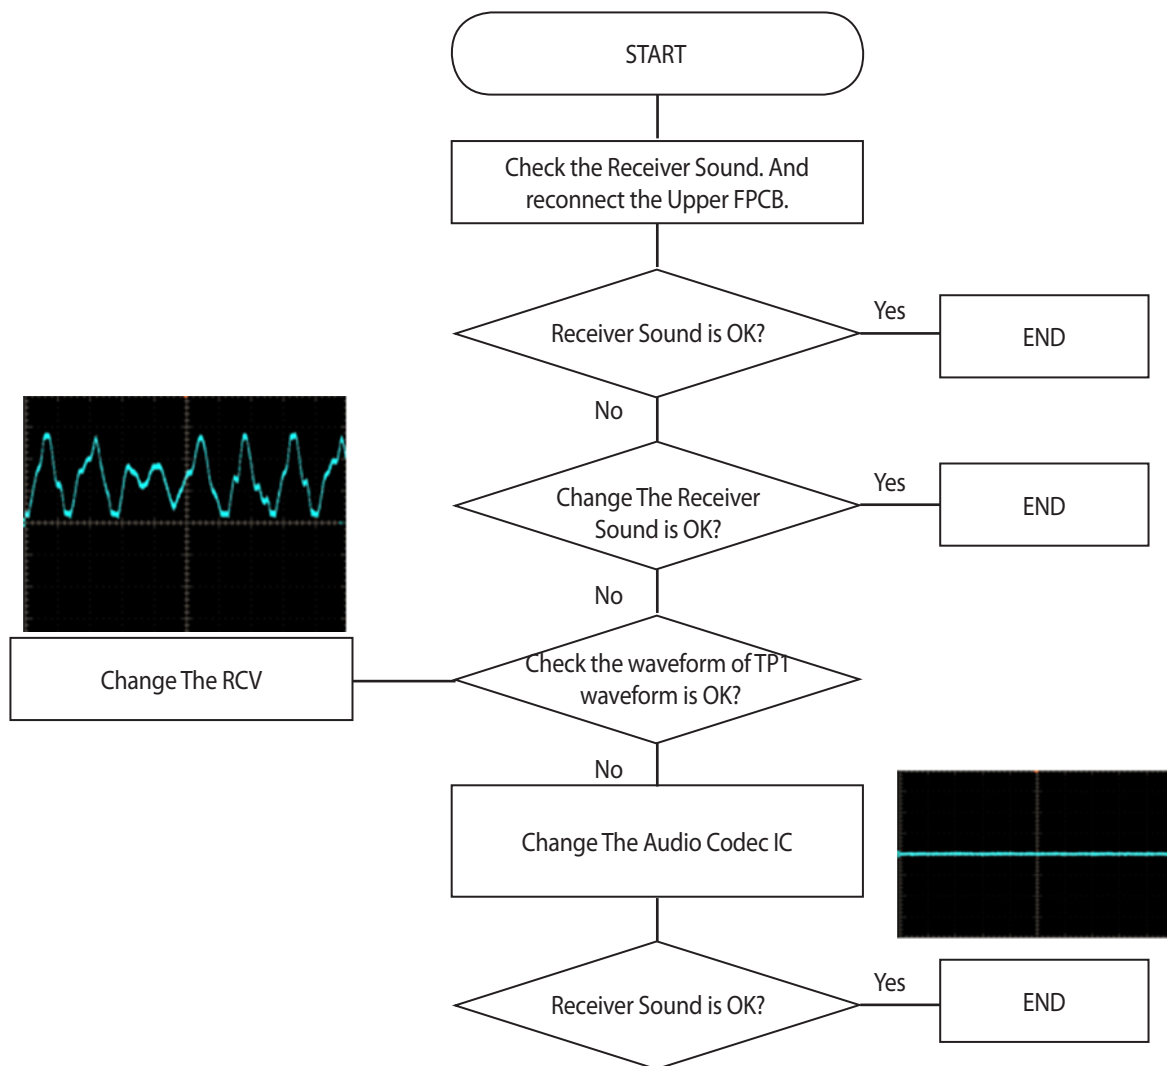 START
Check the Receiver Sound. And
reconnect the Upper FPCB.
Receiver Sound is OK?
Yes
END
No
Change The Receiver
Sound is OK?
Yes
END
No
Check the waveform of TP1
waveform is OK?
Change The RCV
No
Change The Audio Codec IC
Receiver Sound is OK?
Yes
END